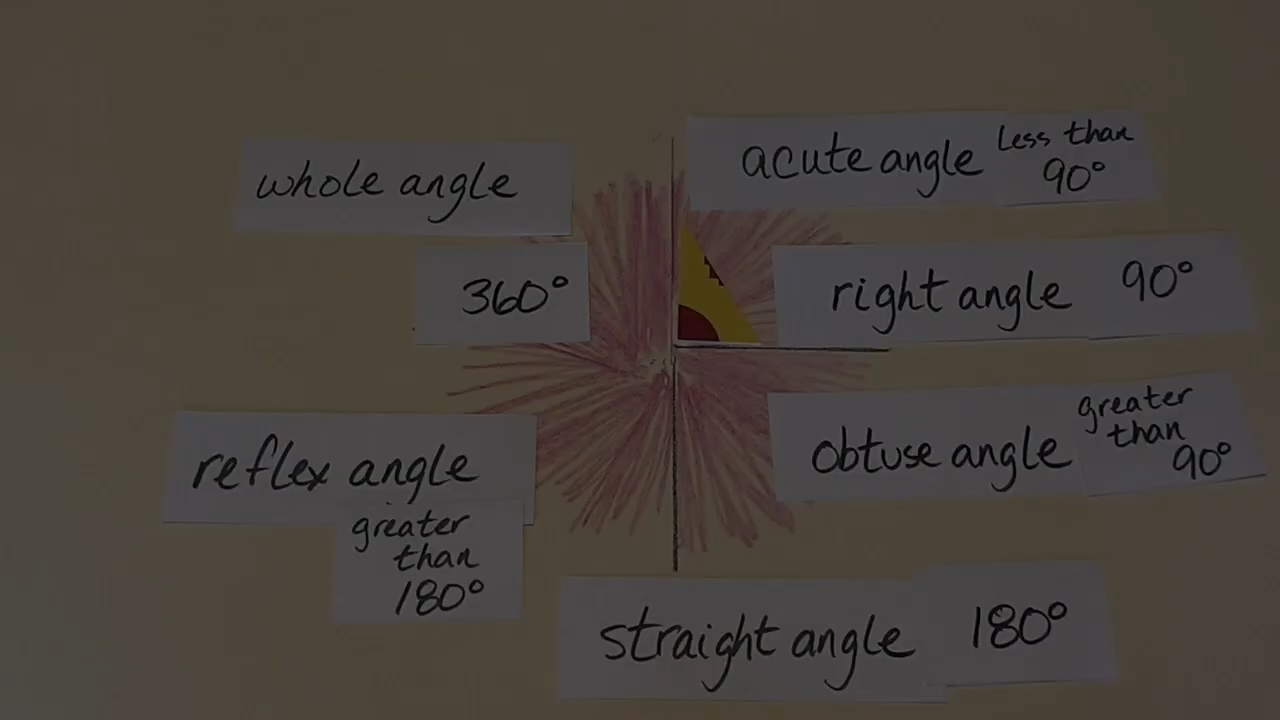 whole angle
360°
acute angle less than
90°
right angle 90°
obtuse angle greater
than
90°
reflex angle
greater
than
180°
straight angle 180°